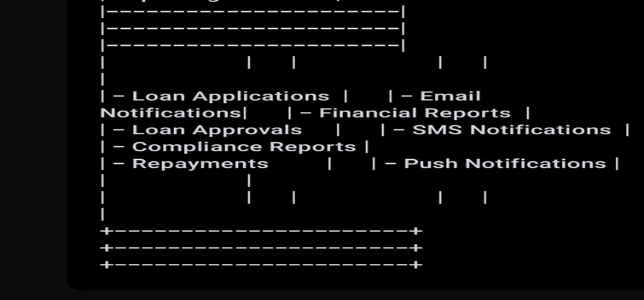 |-----------------------|
|-----------------------|
|-----------------------|
| | | | |
|
| - Loan Applications | | - Email
Notifications| | - Financial Reports |
| - Loan Approvals | | - SMS Notifications |
| - Compliance Reports |
| - Repayments | | - Push Notifications |
| |
| | | | |
|
+-----------------------+
+-----------------------+
+-----------------------+